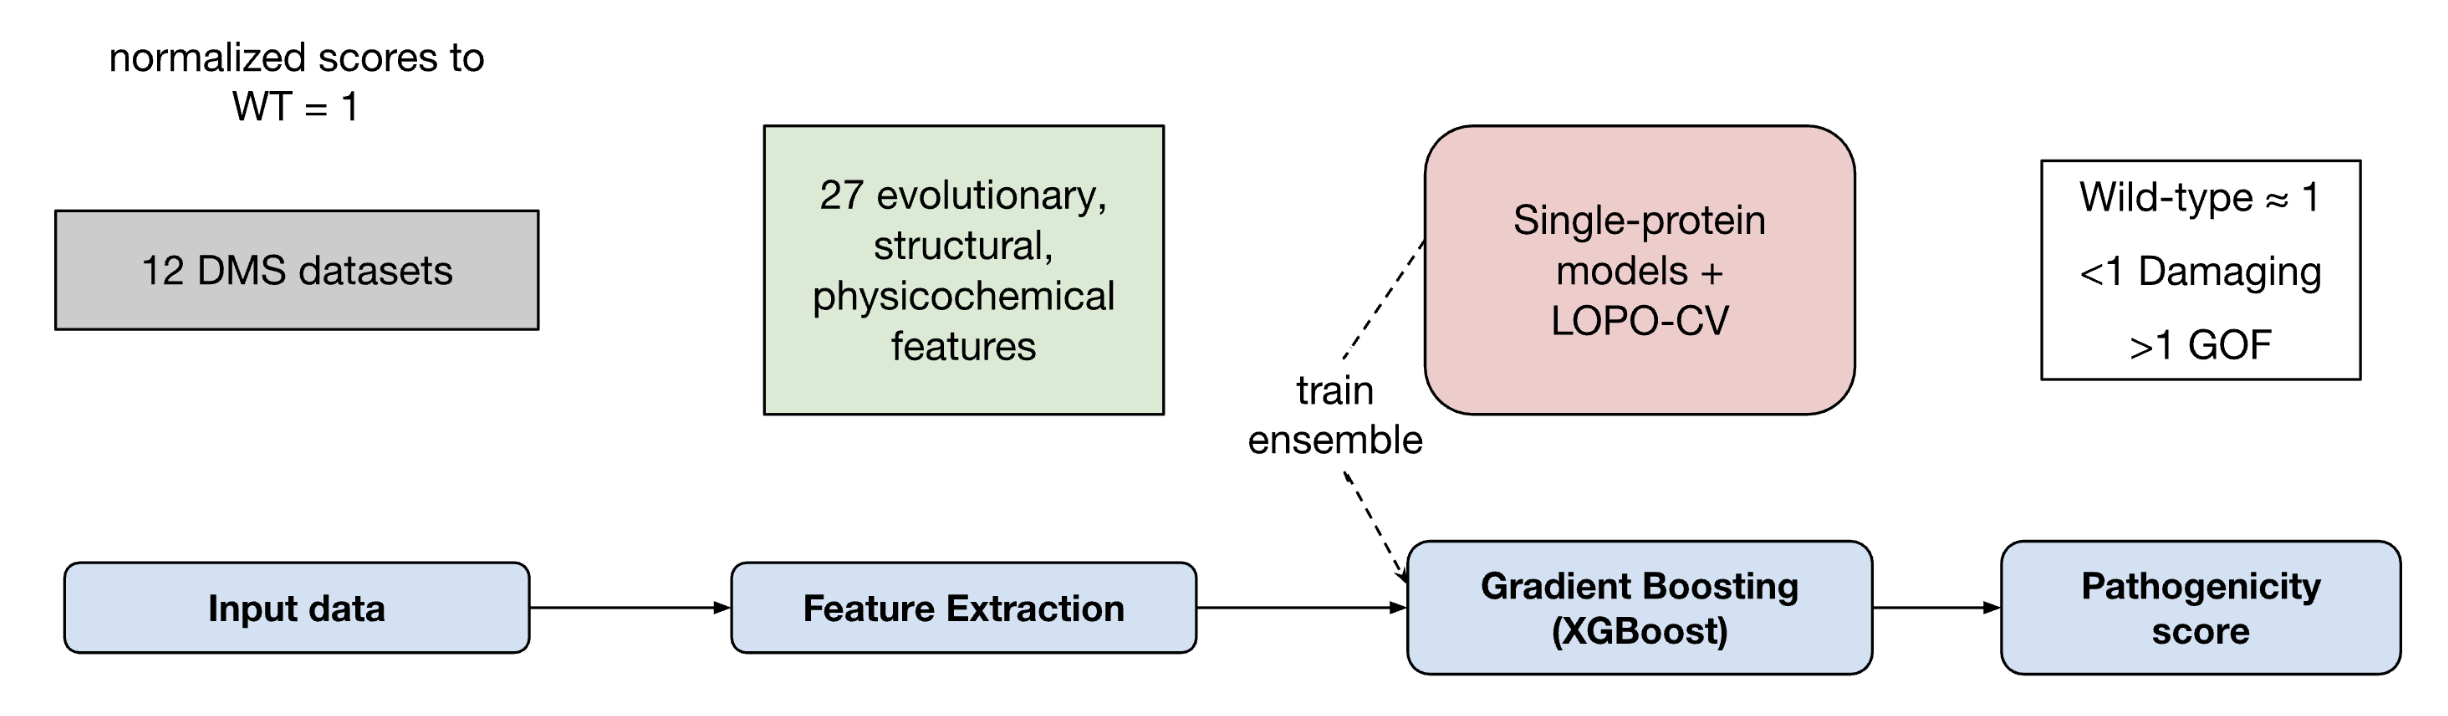 normalized scores to
WT = 1
12 DMS datasets
27 evolutionary,
structural,
physicochemical
features
Single-protein
models +
LOPO-CV
Wild-type ≈ 1
<1 Damaging
>1 GOF
train
ensemble
Input data
Feature Extraction
Gradient Boosting
(XGBoost)
Pathogenicity
score